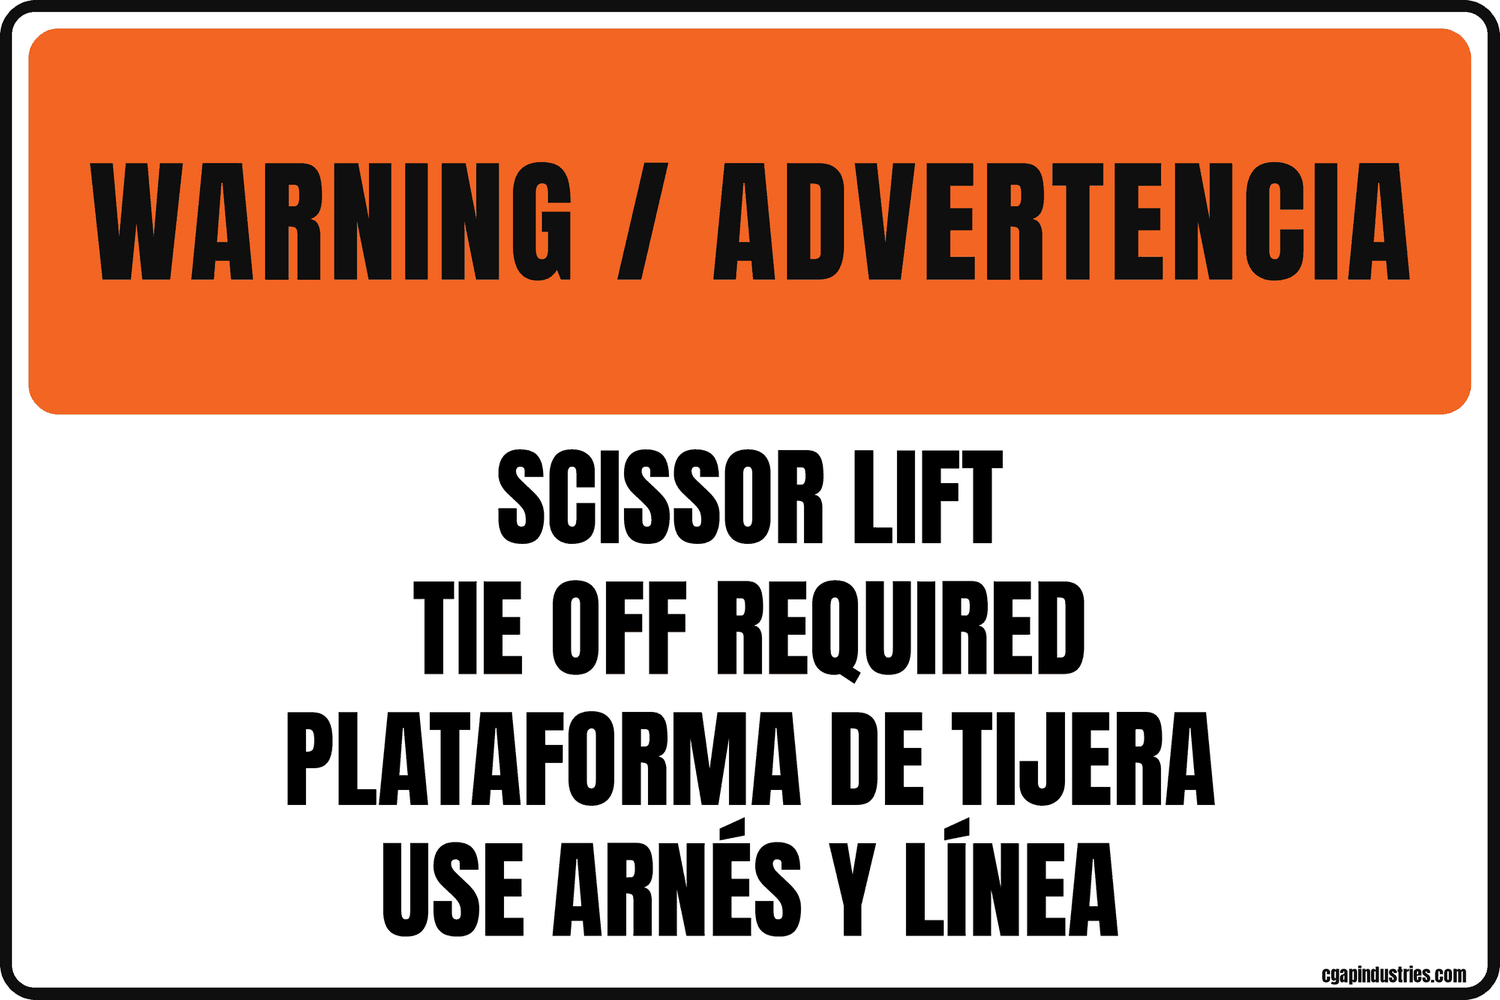 WARNING / ADVERTENCIA
SCISSOR LIFT
TIE OFF REQUIRED
PLATAFORMA DE TIJERA
USE ARNÉS Y LÍNEA
cgapindustries.com